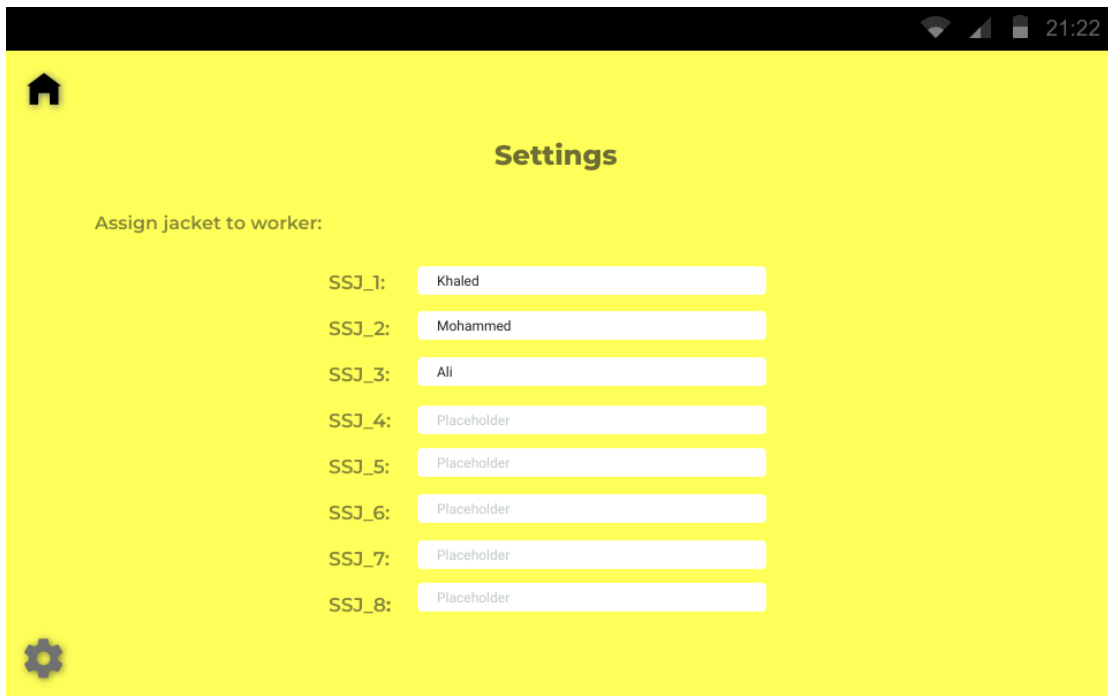 21:22
Settings
Assign jacket to worker:
SSJ_1: Khaled
SSJ_2: Mohammed
SSJ_3: Ali
SSJ_4: Placeholder
SSJ_5: Placeholder
SSJ_6: Placeholder
SSJ_7: Placeholder
SSJ_8: Placeholder